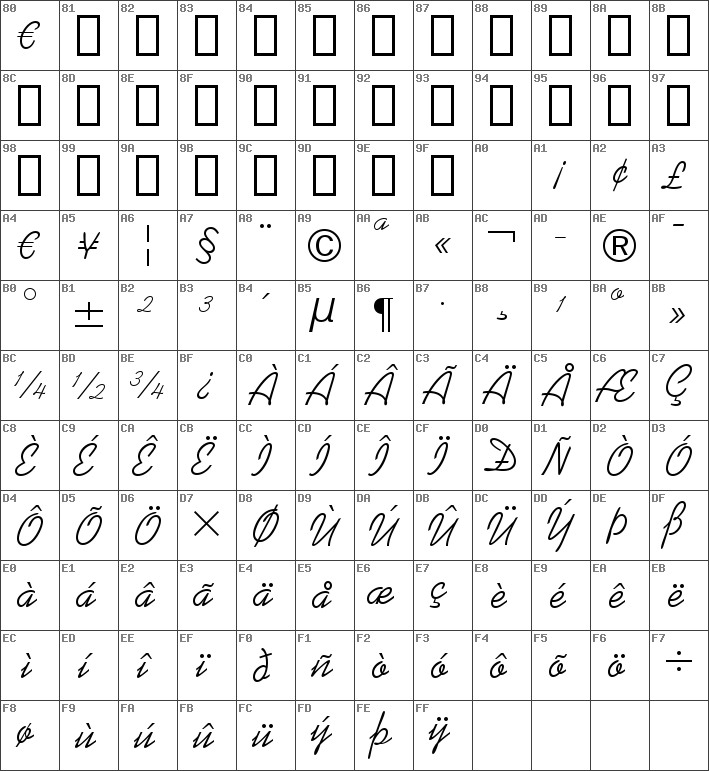 80 81 82 83 84 85 86 87 88 89 8A 8B
€
8C 8D 8E 8F 90 91 92 93 94 95 96 97
98 99 9A 9B 9C 9D 9E 9F A0 A1 A2 A3
¡ ¢ £
A4 A5 A6 A7 A8 A9 AA AB AC AD AE AF
€ ¥ ¦ § ¨ © ª « ¬ - ® ¯
B0 B1 B2 B3 B4 B5 B6 B7 B8 B9 BA BB
° ± ² ³ ´ µ ¶ · ¸ ¹ º »
BC BD BE BF C0 C1 C2 C3 C4 C5 C6 C7
¼ ½ ¾ ¿ À Á Â Ã Ä Å Æ Ç
C8 C9 CA CB CC CD CE CF D0 D1 D2 D3
È É Ê Ë Ì Í Î Ï Ð Ñ Ò Ó
D4 D5 D6 D7 D8 D9 DA DB DC DD DE DF
Ô Õ Ö × Ø Ù Ú Û Ü Ý Þ ß
E0 E1 E2 E3 E4 E5 E6 E7 E8 E9 EA EB
à á â ã ä å æ ç è é ê ë
EC ED EE EF F0 F1 F2 F3 F4 F5 F6 F7
ì í î ï ð ñ ò ó ô õ ö ÷
F8 F9 FA FB FC FD FE FF
ø ù ú û ü ý þ ÿ